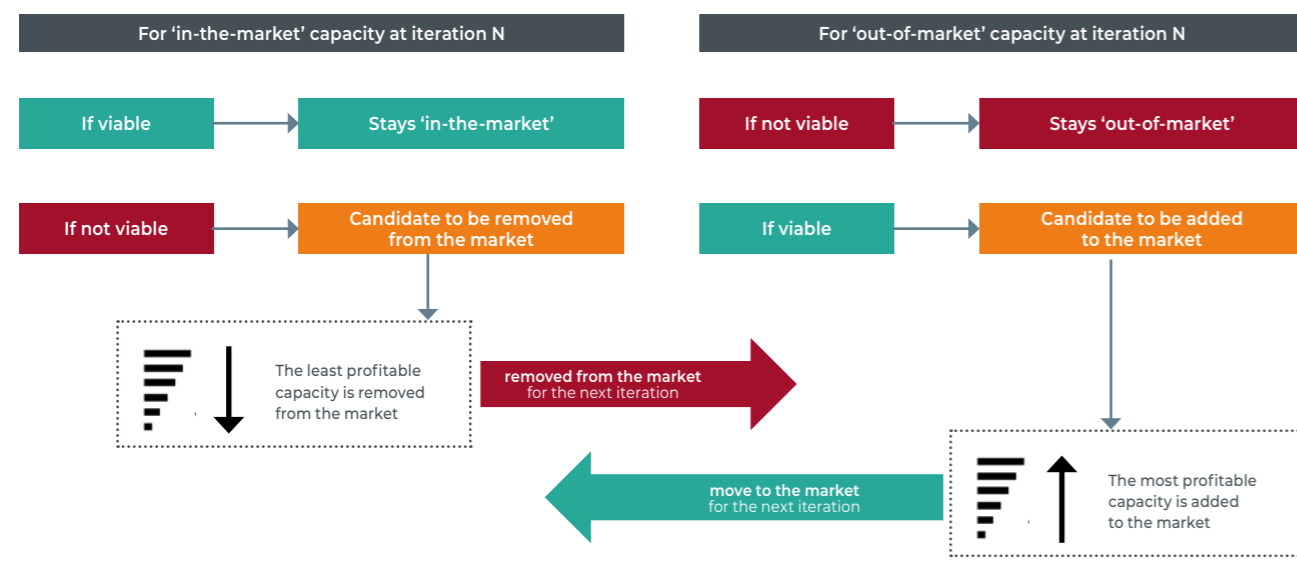 For ‘in-the-market’ capacity at iteration N
For ‘out-of-market’ capacity at iteration N
If viable
Stays ‘in-the-market’
If not viable
Stays ‘out-of-market’
If not viable
Candidate to be removed
from the market
If viable
Candidate to be added
to the market
The least profitable
capacity is removed
from the market
removed from the market
for the next iteration
move to the market
for the next iteration
The most profitable
capacity is added
to the market